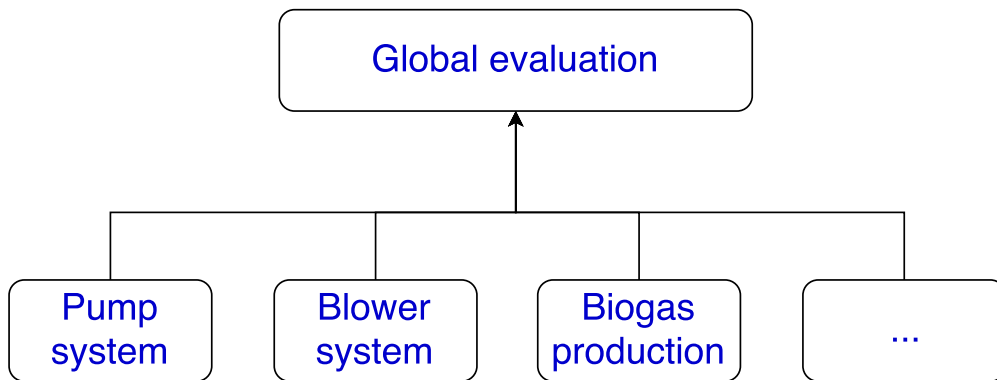 Global evaluation
Pump
system
Blower
system
Biogas
production
...